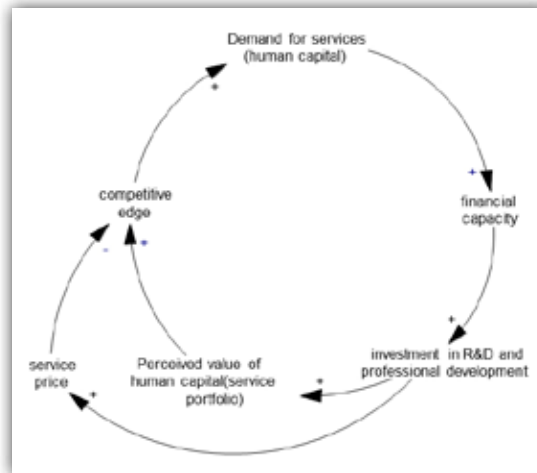 Demand for services
(human capital)
+
+
competitive
edge
financial
capacity
-
+
+
service
price
Perceived value of
human capital(service
portfolio)
investment in R&D and
professional development
+
+